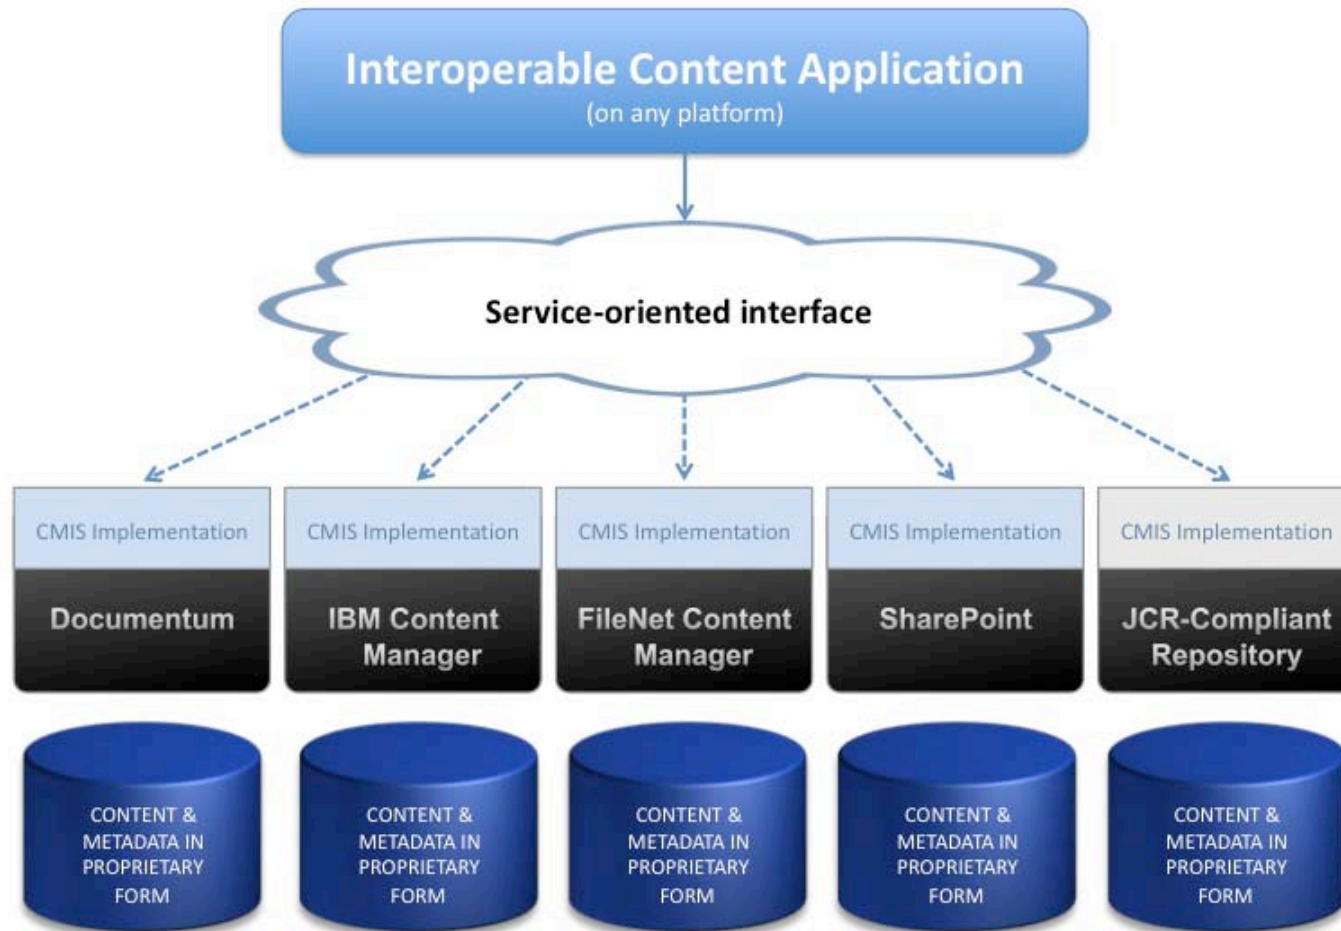 Interoperable Content Application
(on any platform)
Service-oriented interface
CMIS Implementation
CMIS Implementation
CMIS Implementation
CMIS Implementation
CMIS Implementation
Documentum
IBM Content
Manager
FileNet Content
Manager
SharePoint
JCR-Compliant
Repository
CONTENT &
METADATA IN
PROPRIETARY
FORM
CONTENT &
METADATA IN
PROPRIETARY
FORM
CONTENT &
METADATA IN
PROPRIETARY
FORM
CONTENT &
METADATA IN
PROPRIETARY
FORM
CONTENT &
METADATA IN
PROPRIETARY
FORM